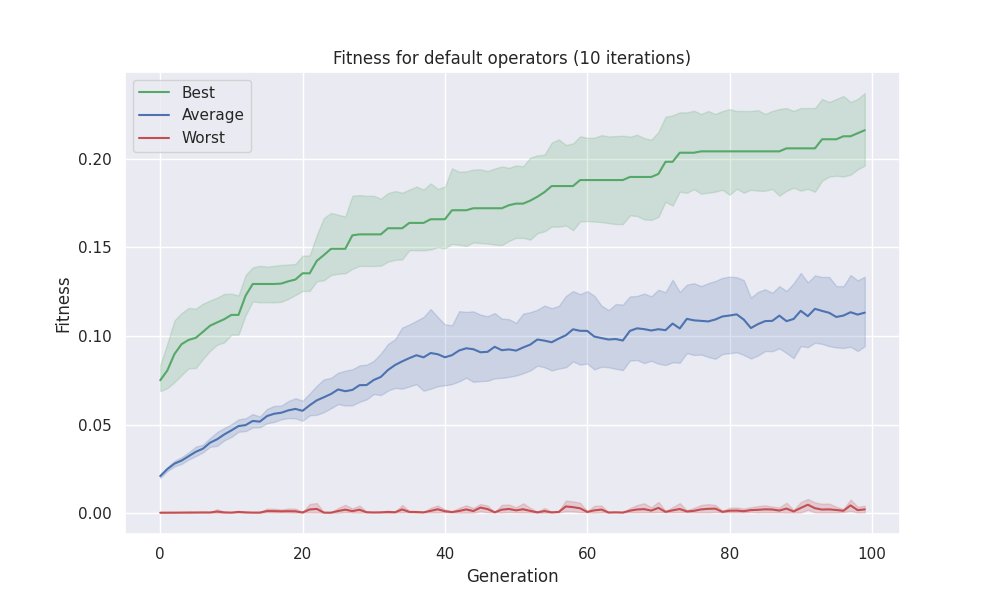 Fitness for default operators (10 iterations)
Best
Average
Worst
0.20
0.15
0.10
0.05
0.00
Fitness
0 20 40 60 80 100
Generation